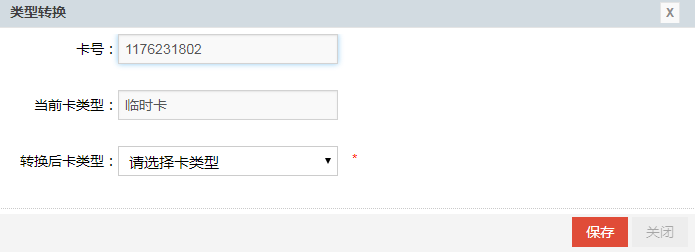 类型转换 X
卡号： 1176231802
当前卡类型： 临时卡
转换后卡类型： 请选择卡类型 *
保存 关闭